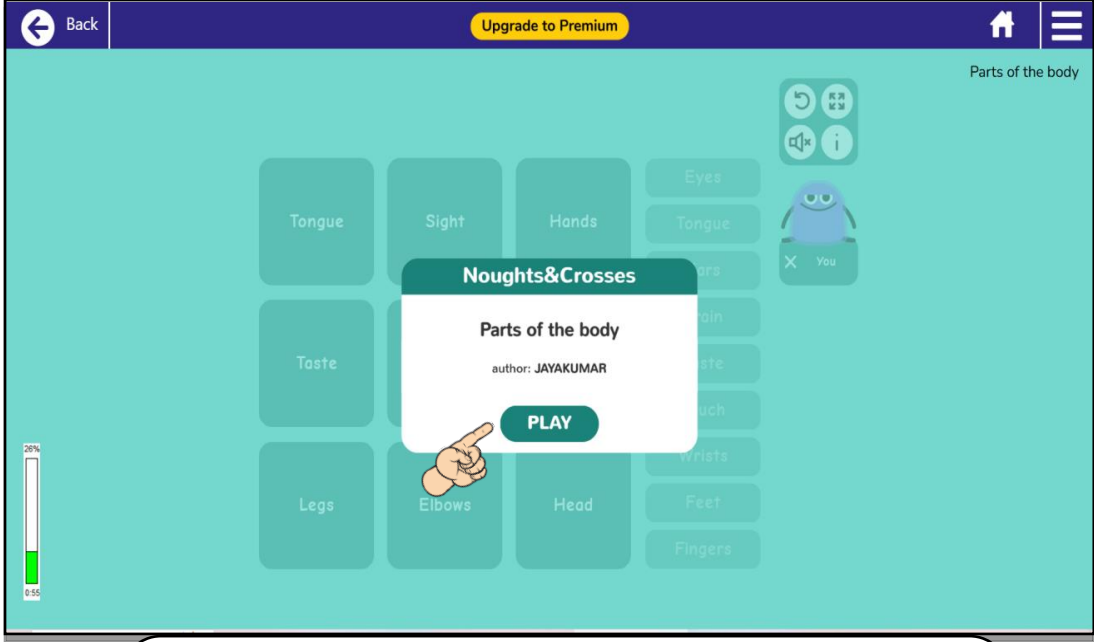 Back
Upgrade to Premium
Parts of the body
Tongue
Sight
Hands
Eyes
Tongue
You
Noughts&Crosses
Parts of the body
author: JAYAKUMAR
PLAY
Taste
Legs
Elbows
Head
Wrists
Feet
Fingers
26%
0:55